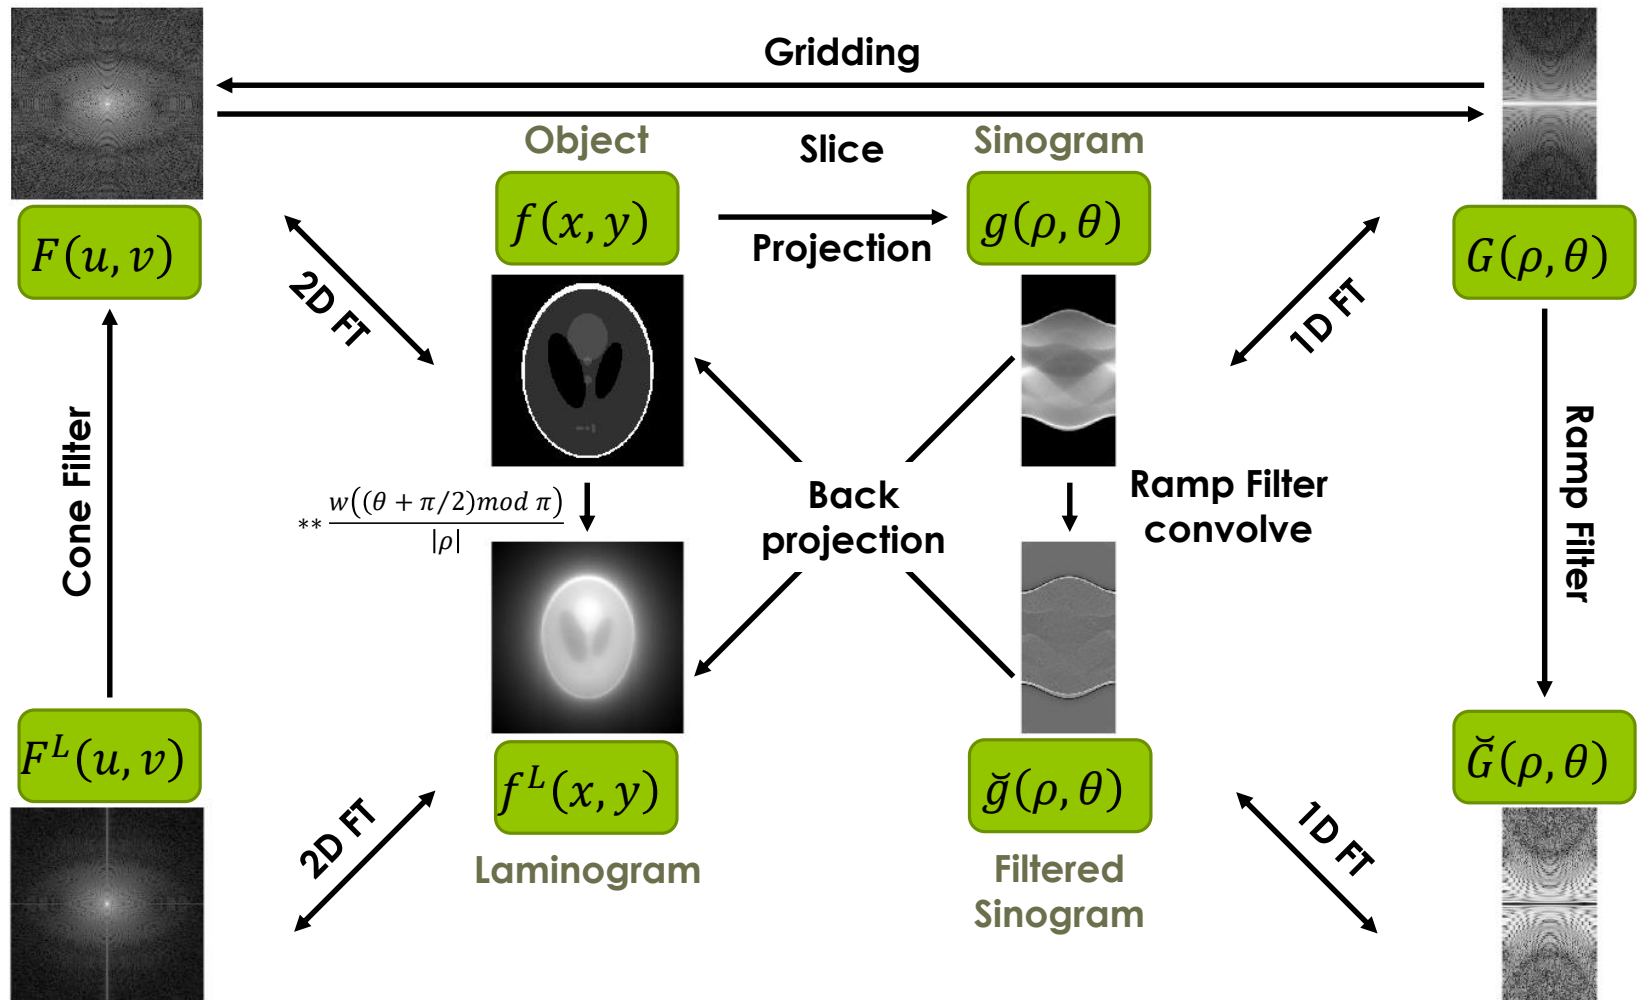 Gridding
Object
Slice
Sinogram
f(x, y)
g(ρ, θ)
Projection
F(u, v)
G(ρ, θ)
2D FT
1D FT
Cone Filter
** w((θ + π/2)mod π)
|ρ|
Back
projection
Ramp Filter
convolve
Ramp Filter
F^L(u, v)
f^L(x, y)
ğ(ρ, θ)
Ğ(ρ, θ)
2D FT
1D FT
Laminogram
Filtered
Sinogram